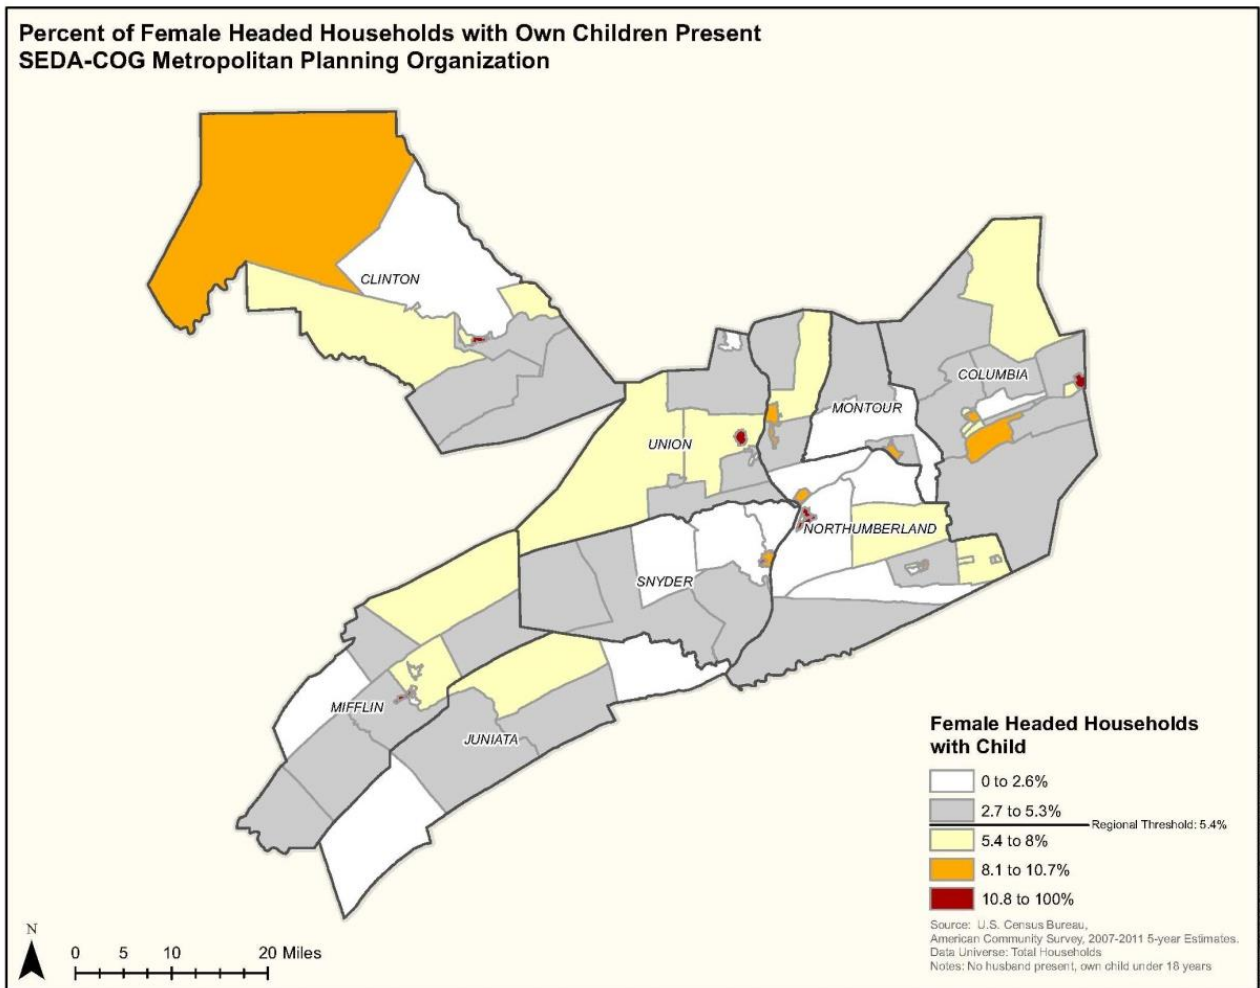 Percent of Female Headed Households with Own Children Present
SEDA-COG Metropolitan Planning Organization
CLINTON
COLUMBIA
MONTOUR
UNION
NORTHUMBERLAND
SNYDER
MIFFLIN
JUNIATA
Female Headed Households
with Child
0 to 2.6%
2.7 to 5.3%
Regional Threshold: 5.4%
5.4 to 8%
8.1 to 10.7%
10.8 to 100%
Source: U.S. Census Bureau,
American Community Survey, 2007-2011 5-year Estimates.
Data Universe: Total Households
Notes: No husband present, own child under 18 years
N
0 5 10 20 Miles